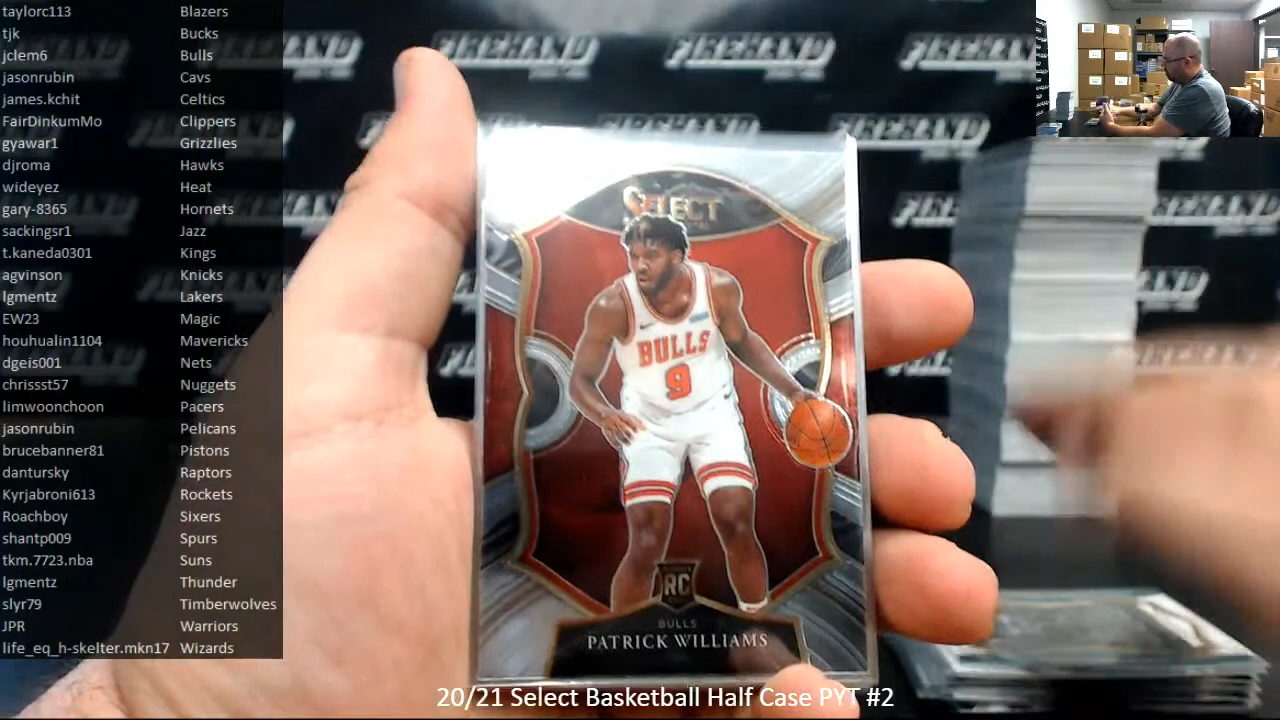 taylorc113 Blazers
tjk Bucks
jclem6 Bulls
jasonrubin Cavs
james.kchit Celtics
FairDinkumMo Clippers
gyawar1 Grizzlies
djroma Hawks
wideyez Heat
gary-8365 Hornets
sackingsr1 Jazz
t.kaneda0301 Kings
agvinson Knicks
lgmentz Lakers
EW23 Magic
houhualin1104 Mavericks
dgeis001 Nets
chrissst57 Nuggets
limwoonchoon Pacers
jasonrubin Pelicans
brucebanner81 Pistons
dantursky Raptors
Kyrjabroni613 Rockets
Roachboy Sixers
shantp009 Spurs
tkm.7723.nba Suns
lgmentz Thunder
slyr79 Timberwolves
JPR Warriors
life_eq_h-skelter.mkn17 Wizards
FIREHAND
FIREHAND
FIREHAND
FIREHAND
SELECT
BULLS
9
RC
BULLS
PATRICK WILLIAMS
20/21 Select Basketball Half Case PYT #2